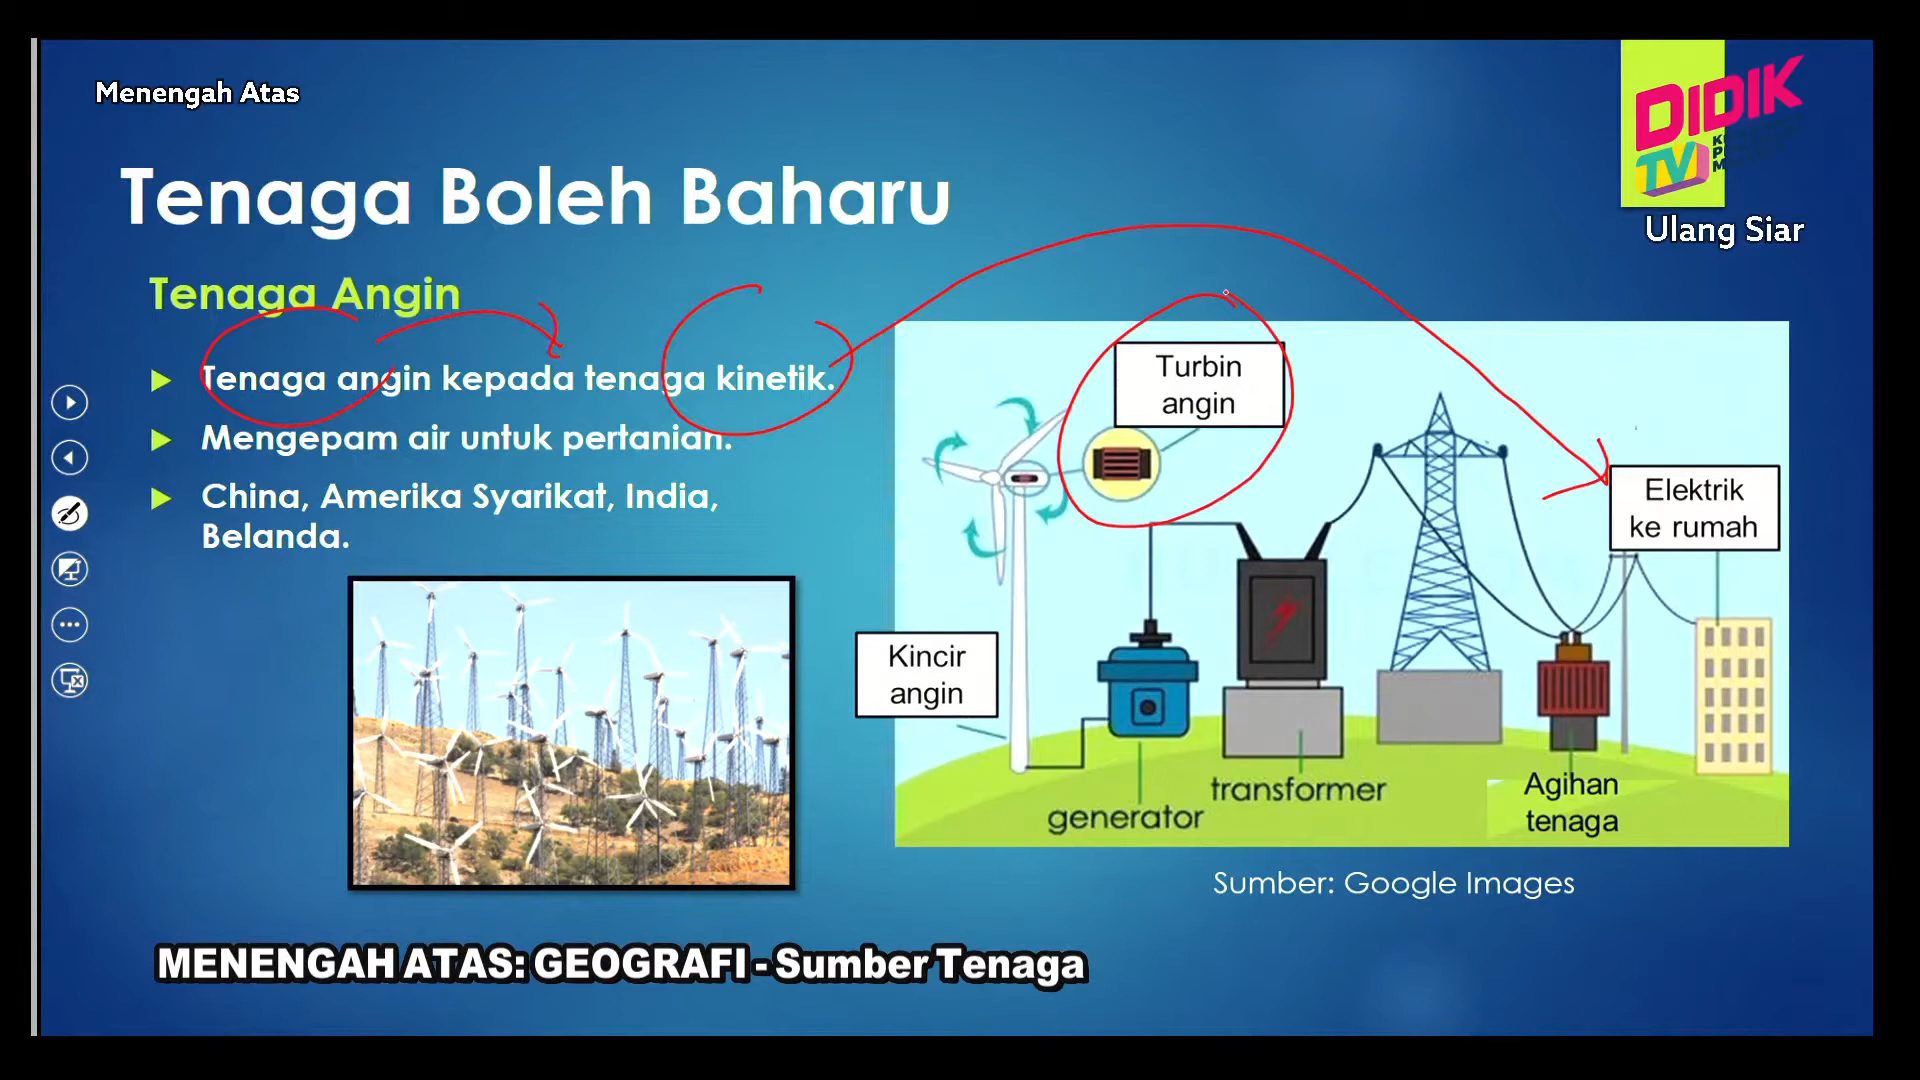 Menengah Atas
DIDIK
TV
Ulang Siar
Tenaga Boleh Baharu
Tenaga Angin
Tenaga angin kepada tenaga kinetik.
Mengepam air untuk pertanian.
China, Amerika Syarikat, India,
Belanda.
Turbin
angin
Elektrik
ke rumah
Kincir
angin
generator
transformer
Agihan
tenaga
Sumber: Google Images
MENENGAH ATAS: GEOGRAFI - Sumber Tenaga